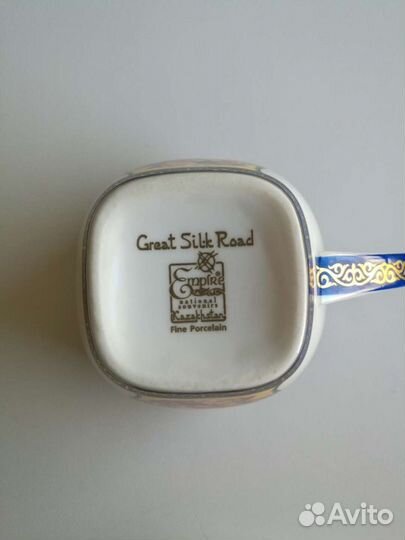 Great Silk Road
Empire
national
souvenirs
Kazakhstan
Fine Porcelain
Avito